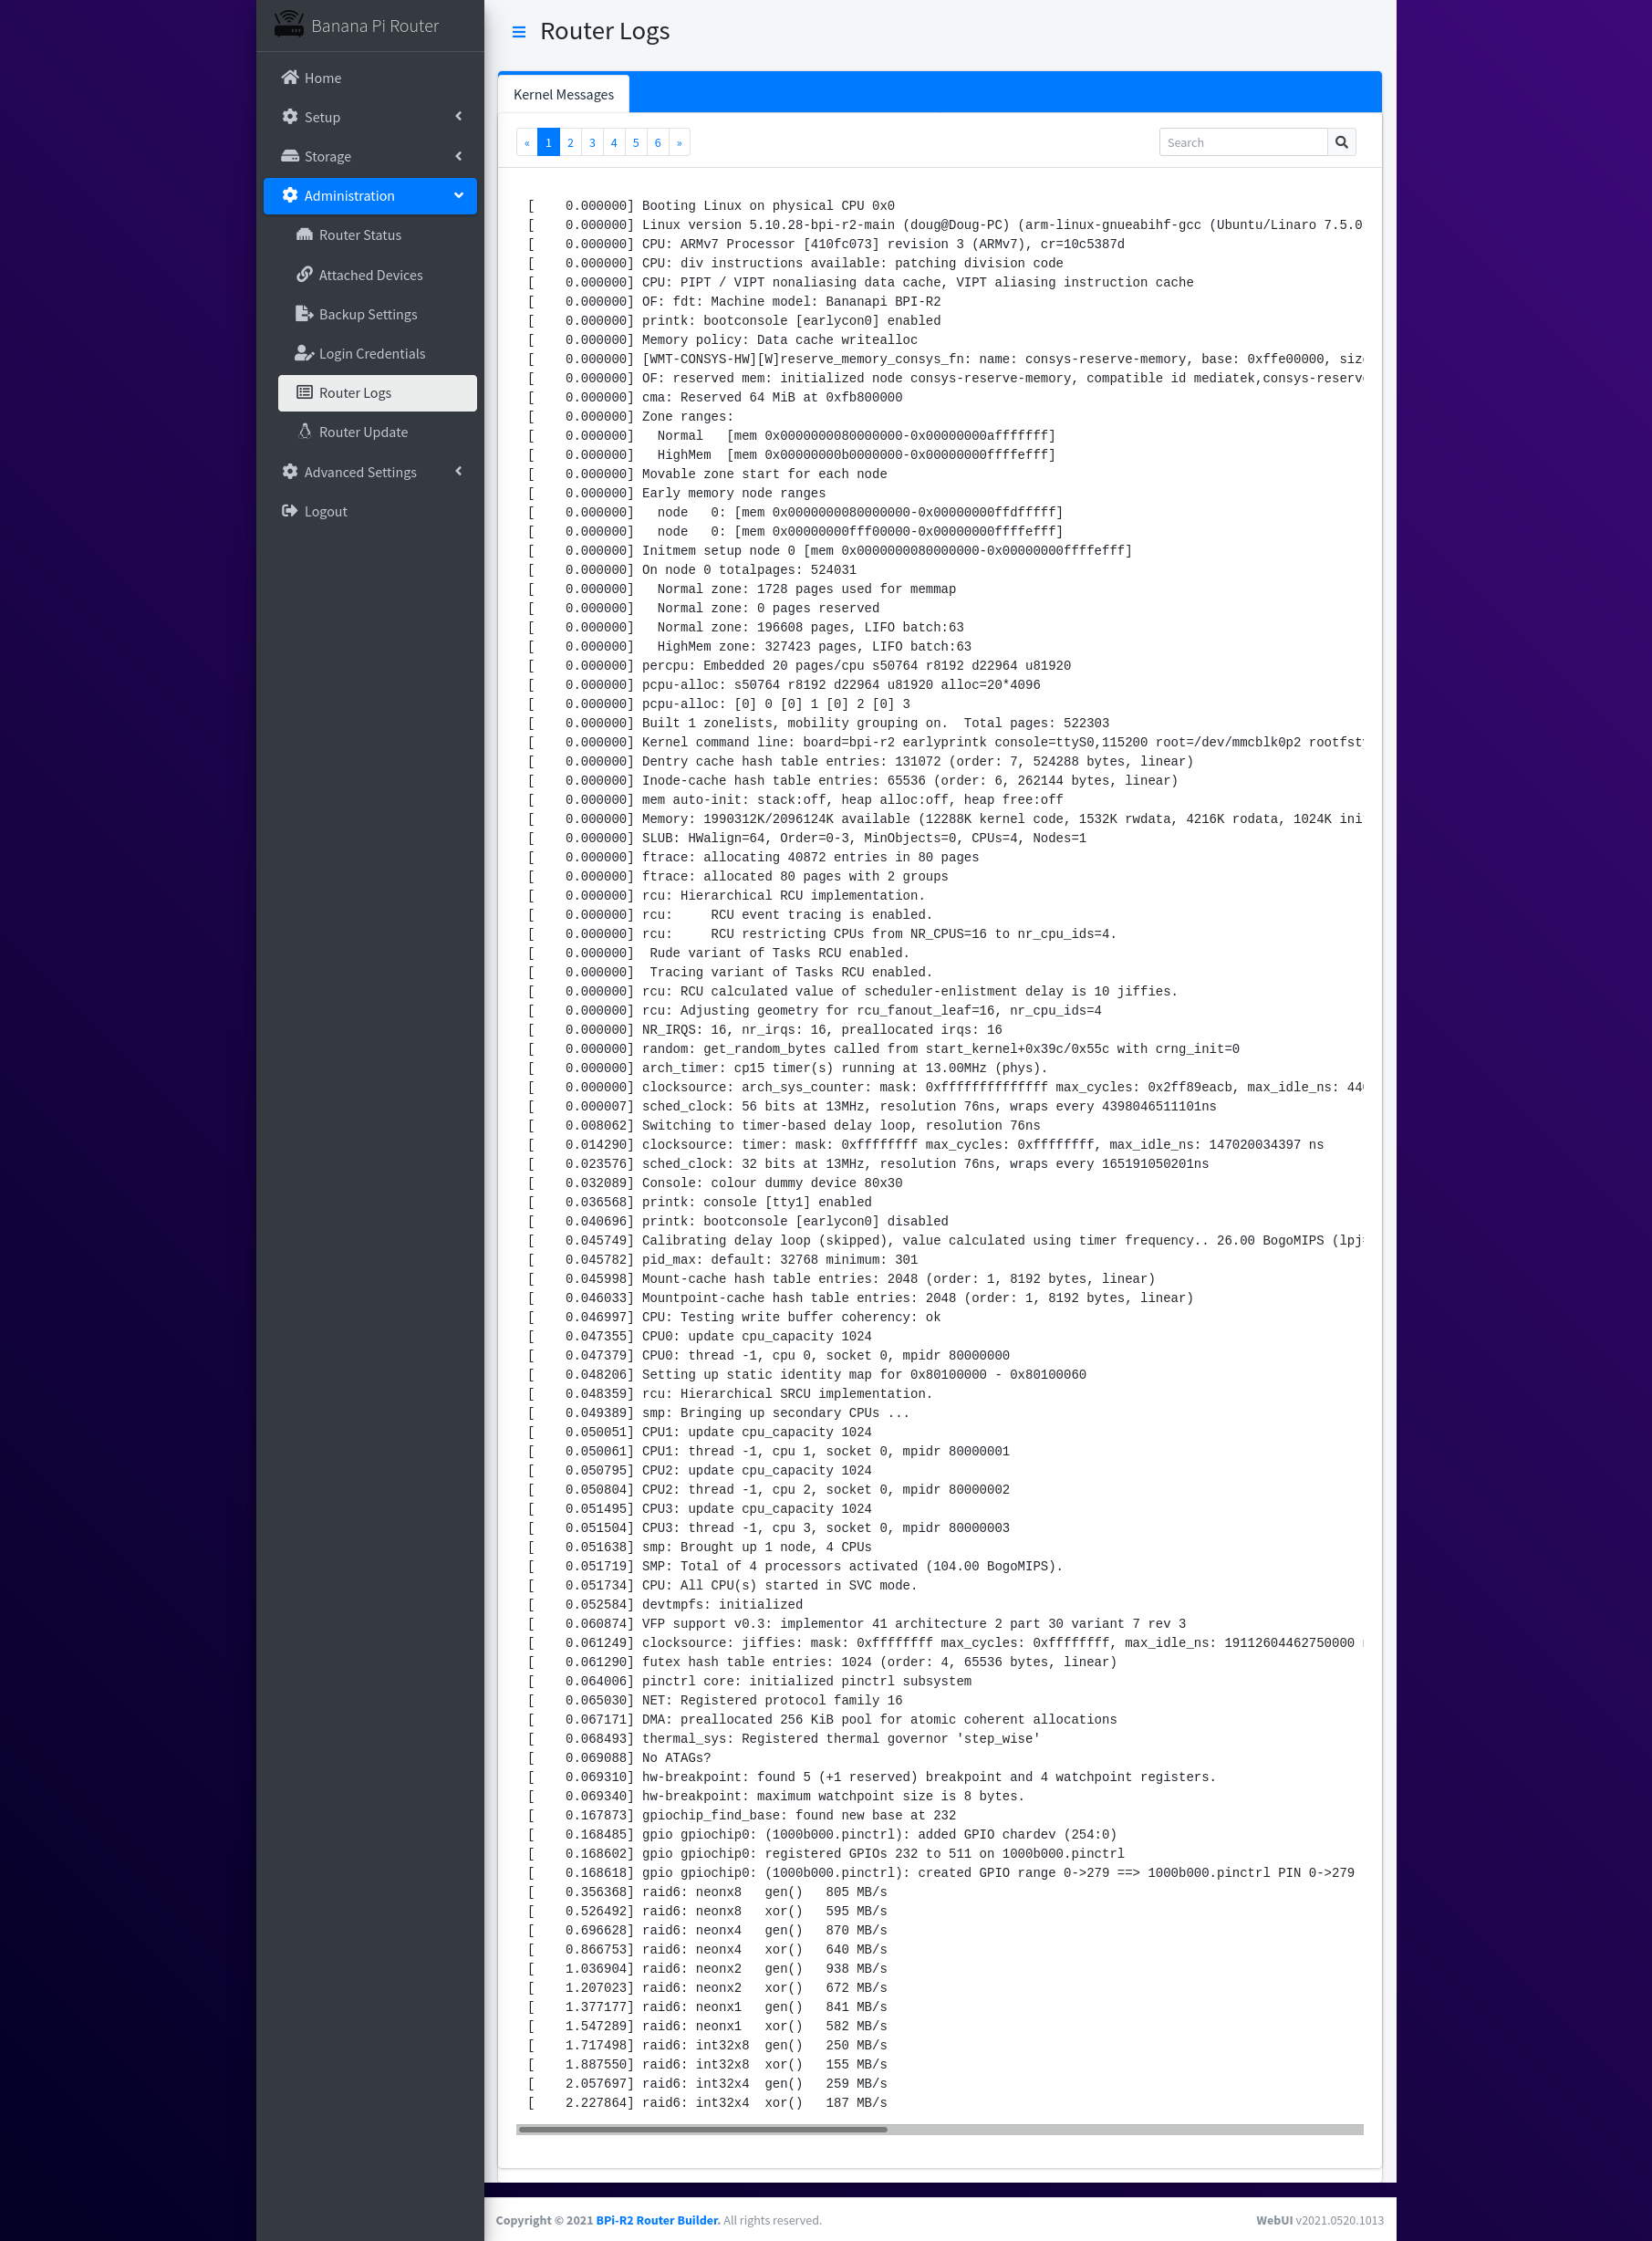 Banana Pi Router
Home
Setup
Storage
Administration
Router Status
Attached Devices
Backup Settings
Login Credentials
Router Logs
Router Update
Advanced Settings
Logout
Router Logs
Kernel Messages
« 1 2 3 4 5 6 »
Search
[    0.000000] Booting Linux on physical CPU 0x0
[    0.000000] Linux version 5.10.28-bpi-r2-main (doug@Doug-PC) (arm-linux-gnueabihf-gcc (Ubuntu/Linaro 7.5.0
[    0.000000] CPU: ARMv7 Processor [410fc073] revision 3 (ARMv7), cr=10c5387d
[    0.000000] CPU: div instructions available: patching division code
[    0.000000] CPU: PIPT / VIPT nonaliasing data cache, VIPT aliasing instruction cache
[    0.000000] OF: fdt: Machine model: Bananapi BPI-R2
[    0.000000] printk: bootconsole [earlycon0] enabled
[    0.000000] Memory policy: Data cache writealloc
[    0.000000] [WMT-CONSYS-HW][W]reserve_memory_consys_fn: name: consys-reserve-memory, base: 0xffe00000, siz
[    0.000000] OF: reserved mem: initialized node consys-reserve-memory, compatible id mediatek,consys-reserv
[    0.000000] cma: Reserved 64 MiB at 0xfb800000
[    0.000000] Zone ranges:
[    0.000000]   Normal   [mem 0x0000000080000000-0x00000000afffffff]
[    0.000000]   HighMem  [mem 0x00000000b0000000-0x00000000ffffefff]
[    0.000000] Movable zone start for each node
[    0.000000] Early memory node ranges
[    0.000000]   node   0: [mem 0x0000000080000000-0x00000000ffdfffff]
[    0.000000]   node   0: [mem 0x00000000fff00000-0x00000000ffffefff]
[    0.000000] Initmem setup node 0 [mem 0x0000000080000000-0x00000000ffffefff]
[    0.000000] On node 0 totalpages: 524031
[    0.000000]   Normal zone: 1728 pages used for memmap
[    0.000000]   Normal zone: 0 pages reserved
[    0.000000]   Normal zone: 196608 pages, LIFO batch:63
[    0.000000]   HighMem zone: 327423 pages, LIFO batch:63
[    0.000000] percpu: Embedded 20 pages/cpu s50764 r8192 d22964 u81920
[    0.000000] pcpu-alloc: s50764 r8192 d22964 u81920 alloc=20*4096
[    0.000000] pcpu-alloc: [0] 0 [0] 1 [0] 2 [0] 3
[    0.000000] Built 1 zonelists, mobility grouping on.  Total pages: 522303
[    0.000000] Kernel command line: board=bpi-r2 earlyprintk console=ttyS0,115200 root=/dev/mmcblk0p2 rootfst
[    0.000000] Dentry cache hash table entries: 131072 (order: 7, 524288 bytes, linear)
[    0.000000] Inode-cache hash table entries: 65536 (order: 6, 262144 bytes, linear)
[    0.000000] mem auto-init: stack:off, heap alloc:off, heap free:off
[    0.000000] Memory: 1990312K/2096124K available (12288K kernel code, 1532K rwdata, 4216K rodata, 1024K ini
[    0.000000] SLUB: HWalign=64, Order=0-3, MinObjects=0, CPUs=4, Nodes=1
[    0.000000] ftrace: allocating 40872 entries in 80 pages
[    0.000000] ftrace: allocated 80 pages with 2 groups
[    0.000000] rcu: Hierarchical RCU implementation.
[    0.000000] rcu:     RCU event tracing is enabled.
[    0.000000] rcu:     RCU restricting CPUs from NR_CPUS=16 to nr_cpu_ids=4.
[    0.000000]  Rude variant of Tasks RCU enabled.
[    0.000000]  Tracing variant of Tasks RCU enabled.
[    0.000000] rcu: RCU calculated value of scheduler-enlistment delay is 10 jiffies.
[    0.000000] rcu: Adjusting geometry for rcu_fanout_leaf=16, nr_cpu_ids=4
[    0.000000] NR_IRQS: 16, nr_irqs: 16, preallocated irqs: 16
[    0.000000] random: get_random_bytes called from start_kernel+0x39c/0x55c with crng_init=0
[    0.000000] arch_timer: cp15 timer(s) running at 13.00MHz (phys).
[    0.000000] clocksource: arch_sys_counter: mask: 0xffffffffffffff max_cycles: 0x2ff89eacb, max_idle_ns: 44
[    0.000007] sched_clock: 56 bits at 13MHz, resolution 76ns, wraps every 4398046511101ns
[    0.008062] Switching to timer-based delay loop, resolution 76ns
[    0.014290] clocksource: timer: mask: 0xffffffff max_cycles: 0xffffffff, max_idle_ns: 147020034397 ns
[    0.023576] sched_clock: 32 bits at 13MHz, resolution 76ns, wraps every 165191050201ns
[    0.032089] Console: colour dummy device 80x30
[    0.036568] printk: console [tty1] enabled
[    0.040696] printk: bootconsole [earlycon0] disabled
[    0.045749] Calibrating delay loop (skipped), value calculated using timer frequency.. 26.00 BogoMIPS (lpj=
[    0.045782] pid_max: default: 32768 minimum: 301
[    0.045998] Mount-cache hash table entries: 2048 (order: 1, 8192 bytes, linear)
[    0.046033] Mountpoint-cache hash table entries: 2048 (order: 1, 8192 bytes, linear)
[    0.046997] CPU: Testing write buffer coherency: ok
[    0.047355] CPU0: update cpu_capacity 1024
[    0.047379] CPU0: thread -1, cpu 0, socket 0, mpidr 80000000
[    0.048206] Setting up static identity map for 0x80100000 - 0x80100060
[    0.048359] rcu: Hierarchical SRCU implementation.
[    0.049389] smp: Bringing up secondary CPUs ...
[    0.050051] CPU1: update cpu_capacity 1024
[    0.050061] CPU1: thread -1, cpu 1, socket 0, mpidr 80000001
[    0.050795] CPU2: update cpu_capacity 1024
[    0.050804] CPU2: thread -1, cpu 2, socket 0, mpidr 80000002
[    0.051495] CPU3: update cpu_capacity 1024
[    0.051504] CPU3: thread -1, cpu 3, socket 0, mpidr 80000003
[    0.051638] smp: Brought up 1 node, 4 CPUs
[    0.051719] SMP: Total of 4 processors activated (104.00 BogoMIPS).
[    0.051734] CPU: All CPU(s) started in SVC mode.
[    0.052584] devtmpfs: initialized
[    0.060874] VFP support v0.3: implementor 41 architecture 2 part 30 variant 7 rev 3
[    0.061249] clocksource: jiffies: mask: 0xffffffff max_cycles: 0xffffffff, max_idle_ns: 19112604462750000
[    0.061290] futex hash table entries: 1024 (order: 4, 65536 bytes, linear)
[    0.064006] pinctrl core: initialized pinctrl subsystem
[    0.065030] NET: Registered protocol family 16
[    0.067171] DMA: preallocated 256 KiB pool for atomic coherent allocations
[    0.068493] thermal_sys: Registered thermal governor 'step_wise'
[    0.069088] No ATAGs?
[    0.069310] hw-breakpoint: found 5 (+1 reserved) breakpoint and 4 watchpoint registers.
[    0.069340] hw-breakpoint: maximum watchpoint size is 8 bytes.
[    0.167873] gpiochip_find_base: found new base at 232
[    0.168485] gpio gpiochip0: (1000b000.pinctrl): added GPIO chardev (254:0)
[    0.168602] gpio gpiochip0: registered GPIOs 232 to 511 on 1000b000.pinctrl
[    0.168618] gpio gpiochip0: (1000b000.pinctrl): created GPIO range 0->279 ==> 1000b000.pinctrl PIN 0->279
[    0.356368] raid6: neonx8   gen()   805 MB/s
[    0.526492] raid6: neonx8   xor()   595 MB/s
[    0.696628] raid6: neonx4   gen()   870 MB/s
[    0.866753] raid6: neonx4   xor()   640 MB/s
[    1.036904] raid6: neonx2   gen()   938 MB/s
[    1.207023] raid6: neonx2   xor()   672 MB/s
[    1.377177] raid6: neonx1   gen()   841 MB/s
[    1.547289] raid6: neonx1   xor()   582 MB/s
[    1.717498] raid6: int32x8  gen()   250 MB/s
[    1.887550] raid6: int32x8  xor()   155 MB/s
[    2.057697] raid6: int32x4  gen()   259 MB/s
[    2.227864] raid6: int32x4  xor()   187 MB/s
Copyright © 2021 BPi-R2 Router Builder. All rights reserved.
WebUI v2021.0520.1013